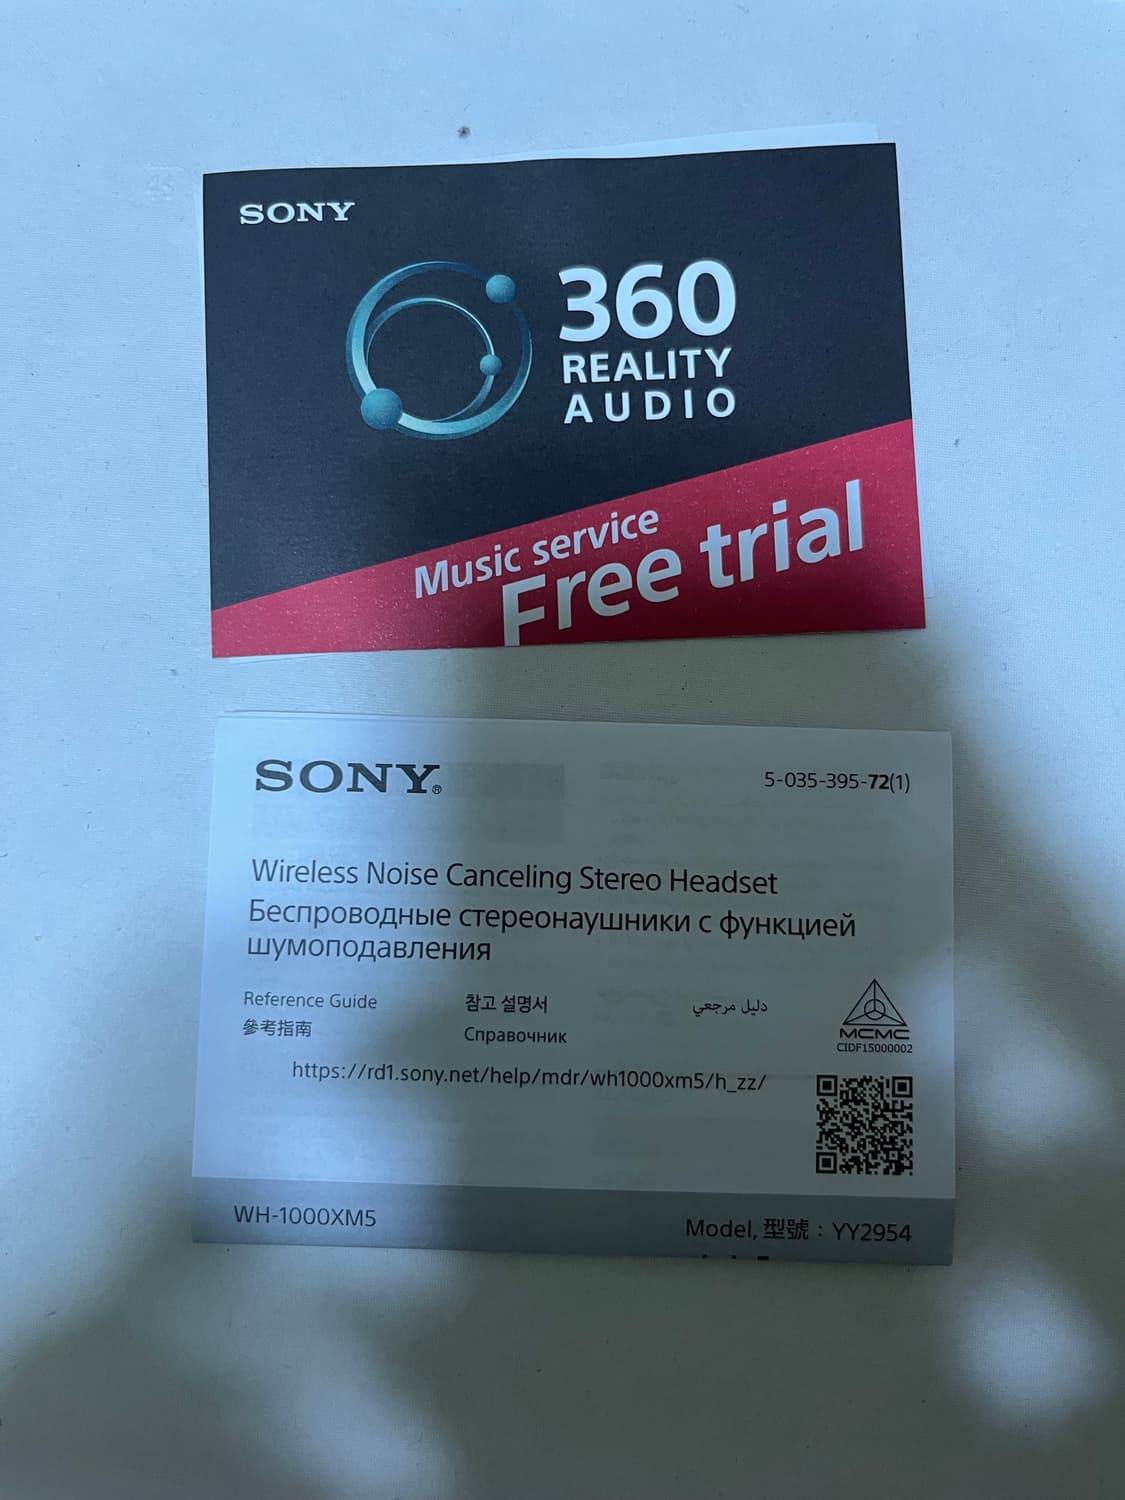 SONY
360
REALITY
AUDIO
Music service
Free trial
SONY®
5-035-395-72(1)
Wireless Noise Canceling Stereo Headset
Беспроводные стереонаушники с функцией
шумоподавления
Reference Guide
參考指南
참고 설명서
Справочник
دليل مرجعي
MCMC
CIDF15000002
https://rd1.sony.net/help/mdr/wh1000xm5/h_zz/
WH-1000XM5
Model, 型號：YY2954